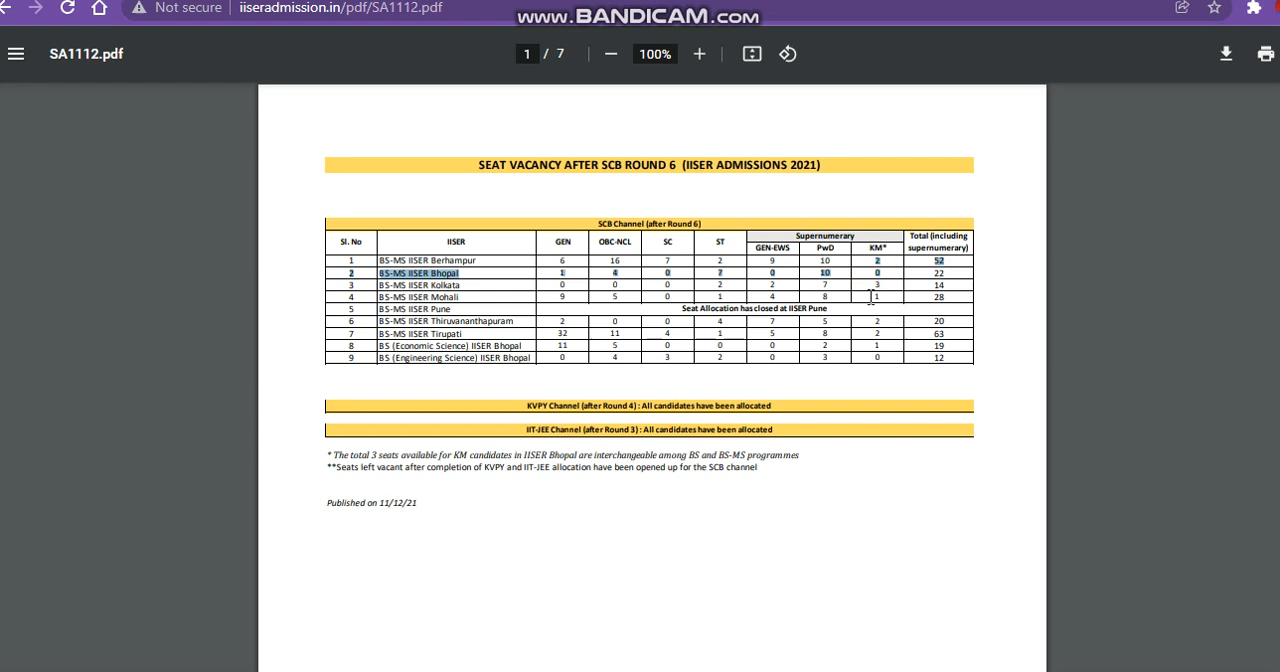 Not secure iiseradmission.in/pdf/SA1112.pdf
www.BANDICAM.com
SA1112.pdf 1 / 7 100%
SEAT VACANCY AFTER SCB ROUND 6 (IISER ADMISSIONS 2021)
SCB Channel (after Round 6)
Sl. No IISER GEN OBC-NCL SC ST Supernumerary Total (including supernumerary)
GEN-EWS PwD KM*
1 BS-MS IISER Berhampur 6 16 7 2 9 10 2 52
2 BS-MS IISER Bhopal 1 4 0 7 0 10 0 22
3 BS-MS IISER Kolkata 0 0 0 2 2 7 3 14
4 BS-MS IISER Mohali 9 5 0 1 4 8 1 28
5 BS-MS IISER Pune Seat Allocation has closed at IISER Pune
6 BS-MS IISER Thiruvananthapuram 2 0 0 4 7 5 2 20
7 BS-MS IISER Tirupati 32 11 4 1 5 8 2 63
8 BS (Economic Science) IISER Bhopal 11 5 0 0 0 2 1 19
9 BS (Engineering Science) IISER Bhopal 0 4 3 2 0 3 0 12
KVPY Channel (after Round 4) : All candidates have been allocated
IIT-JEE Channel (after Round 3) : All candidates have been allocated
* The total 3 seats available for KM candidates in IISER Bhopal are interchangeable among BS and BS-MS programmes
**Seats left vacant after completion of KVPY and IIT-JEE allocation have been opened up for the SCB channel
Published on 11/12/21